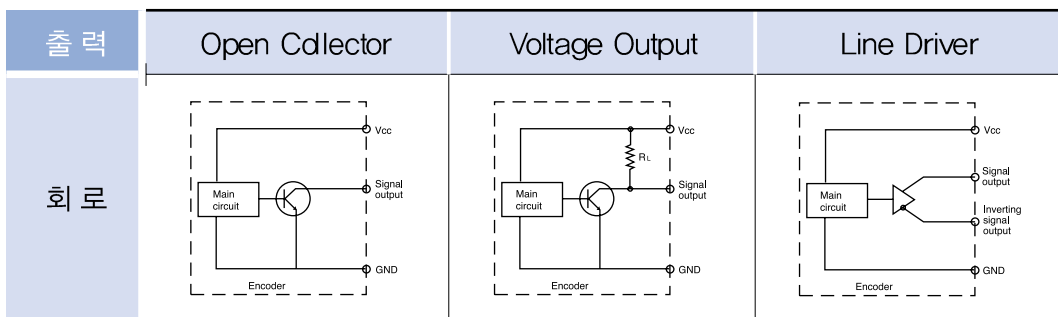 출력
Open Collector
Voltage Output
Line Driver
회로
Vcc
Main
circuit
Signal
output
GND
Encoder
Vcc
RL
Main
circuit
Signal
output
GND
Encoder
Vcc
Main
circuit
Signal
output
Inverting
signal
output
GND
Encoder